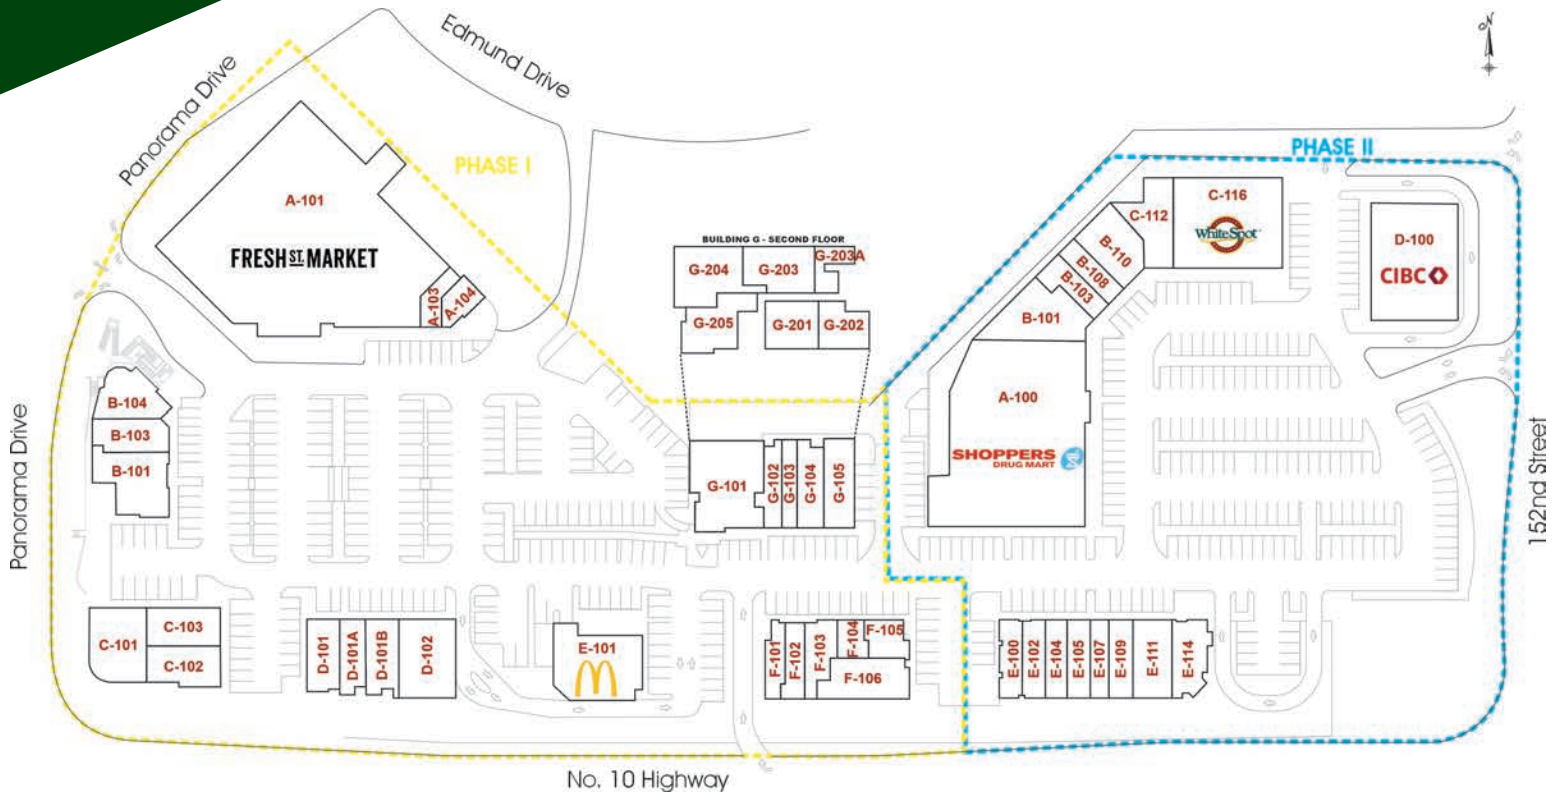 N
Edmund Drive
Panorama Drive
PHASE I
PHASE II
A-101
FRESH ST. MARKET
A-103
A-104
BUILDING G - SECOND FLOOR
G-204
G-203
G-203A
G-205
G-201
G-202
C-116
White Spot
C-112
B-110
B-108
B-103
B-101
D-100
CIBC
A-100
SHOPPERS
DRUG MART
B-104
B-103
B-101
Panorama Drive
G-101
G-102
G-103
G-104
G-105
152nd Street
C-101
C-103
C-102
D-101
D-101A
D-101B
D-102
E-101
F-101
F-102
F-103
F-104
F-105
F-106
E-100
E-102
E-104
E-105
E-107
E-109
E-111
E-114
No. 10 Highway